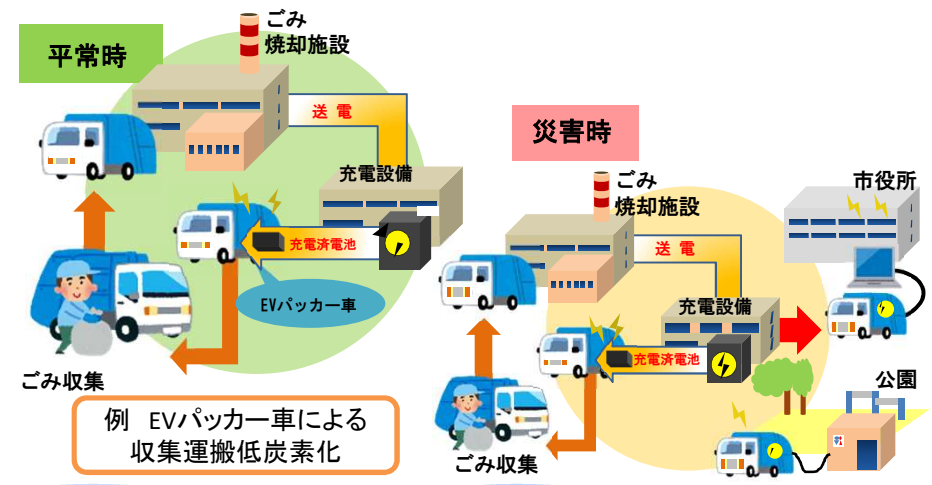 平常時
ごみ
焼却施設
送 電
充電設備
充電済電池
EVパッカー車
ごみ収集
例 EVパッカー車による
収集運搬低炭素化
災害時
ごみ
焼却施設
送 電
充電設備
充電済電池
ごみ収集
市役所
公園